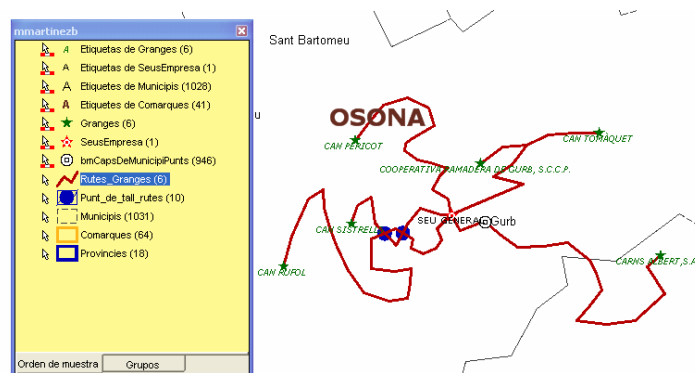 mmartinezb
A Etiquetas de Granges (6)
A Etiquetas de SeusEmpresa (1)
A Etiquetas de Municipis (1028)
A Etiquetas de Comarques (41)
Granges (6)
SeusEmpresa (1)
bmCapsDeMunicipiPunts (946)
Rutes_Granges (6)
Punt_de_tall_rutes (10)
Municipis (1031)
Comarques (64)
Provincies (18)
Orden de muestra
Grupos
Sant Bartomeu
u
OSONA
CAN PERICOT
CAN TOMAQUET
COOPERATIVA RAMADERA DE GURB, S.C.C.P.
SEU GENERAL
Gurb
CAN SISTRELL
CAN RUFOL
CARNS ALBERT,S.A